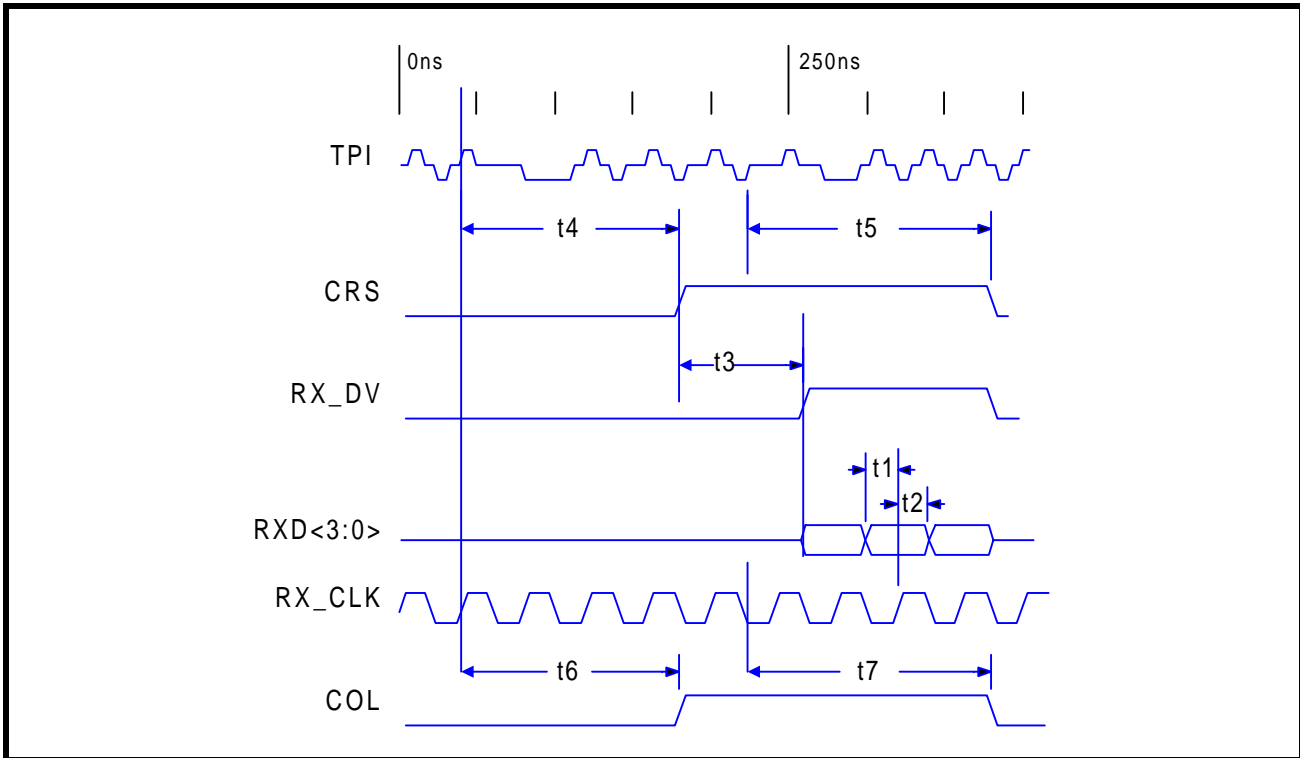 0ns 250ns
TPI
t4 t5
CRS
t3
RX_DV
t1
t2
RXD<3:0>
RX_CLK
t6 t7
COL